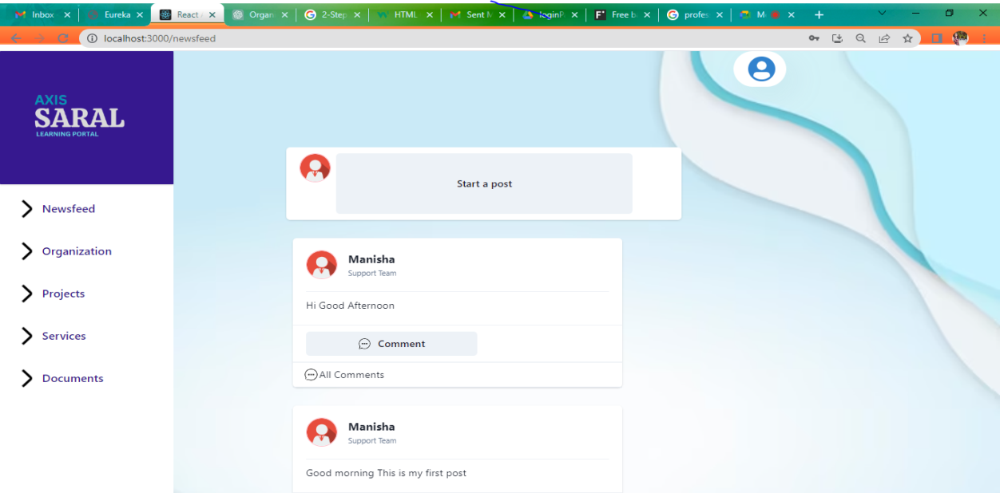 Inbox
Eureka
React
Organ
2-Step
HTML
Sent M
loginP
Free b
profes
M
localhost:3000/newsfeed
AXIS
SARAL
LEARNING PORTAL
Newsfeed
Organization
Projects
Services
Documents
Start a post
Manisha
Support Team
Hi Good Afternoon
Comment
All Comments
Manisha
Support Team
Good morning This is my first post